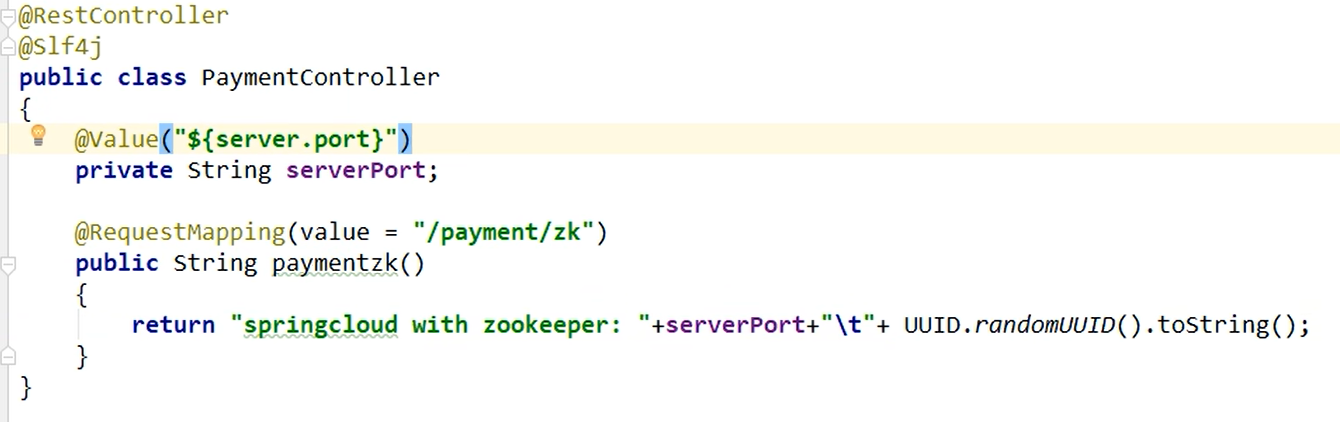 @RestController
@Slf4j
public class PaymentController
{
@Value("${server.port}")
private String serverPort;
@RequestMapping(value = "/payment/zk")
public String paymentzk()
{
return "springcloud with zookeeper: "+serverPort+"\t"+ UUID.randomUUID().toString();
}
}